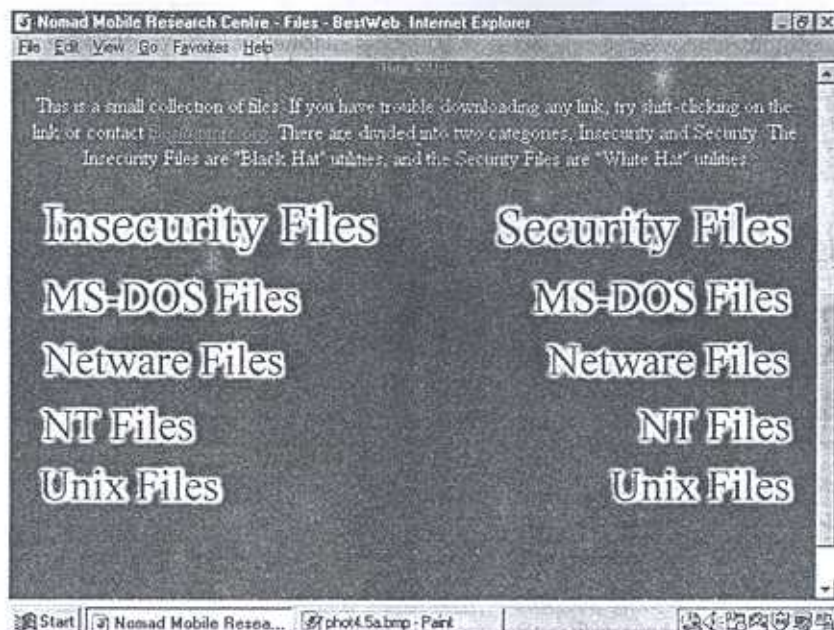 Nomad Mobile Research Centre - Files - BestWeb Internet Explorer
File Edit View Go Favorites Help
This is a small collection of files. If you have trouble downloading any link, try shift-clicking on the
link or contact. There are divided into two categories, Insecurity and Security. The
Insecurity Files are "Black Hat" utilities, and the Security Files are "White Hat" utilities.
Insecurity Files Security Files
MS-DOS Files MS-DOS Files
Netware Files Netware Files
NT Files NT Files
Unix Files Unix Files
Start Nomad Mobile Resea... phot4.5a.bmp - Paint